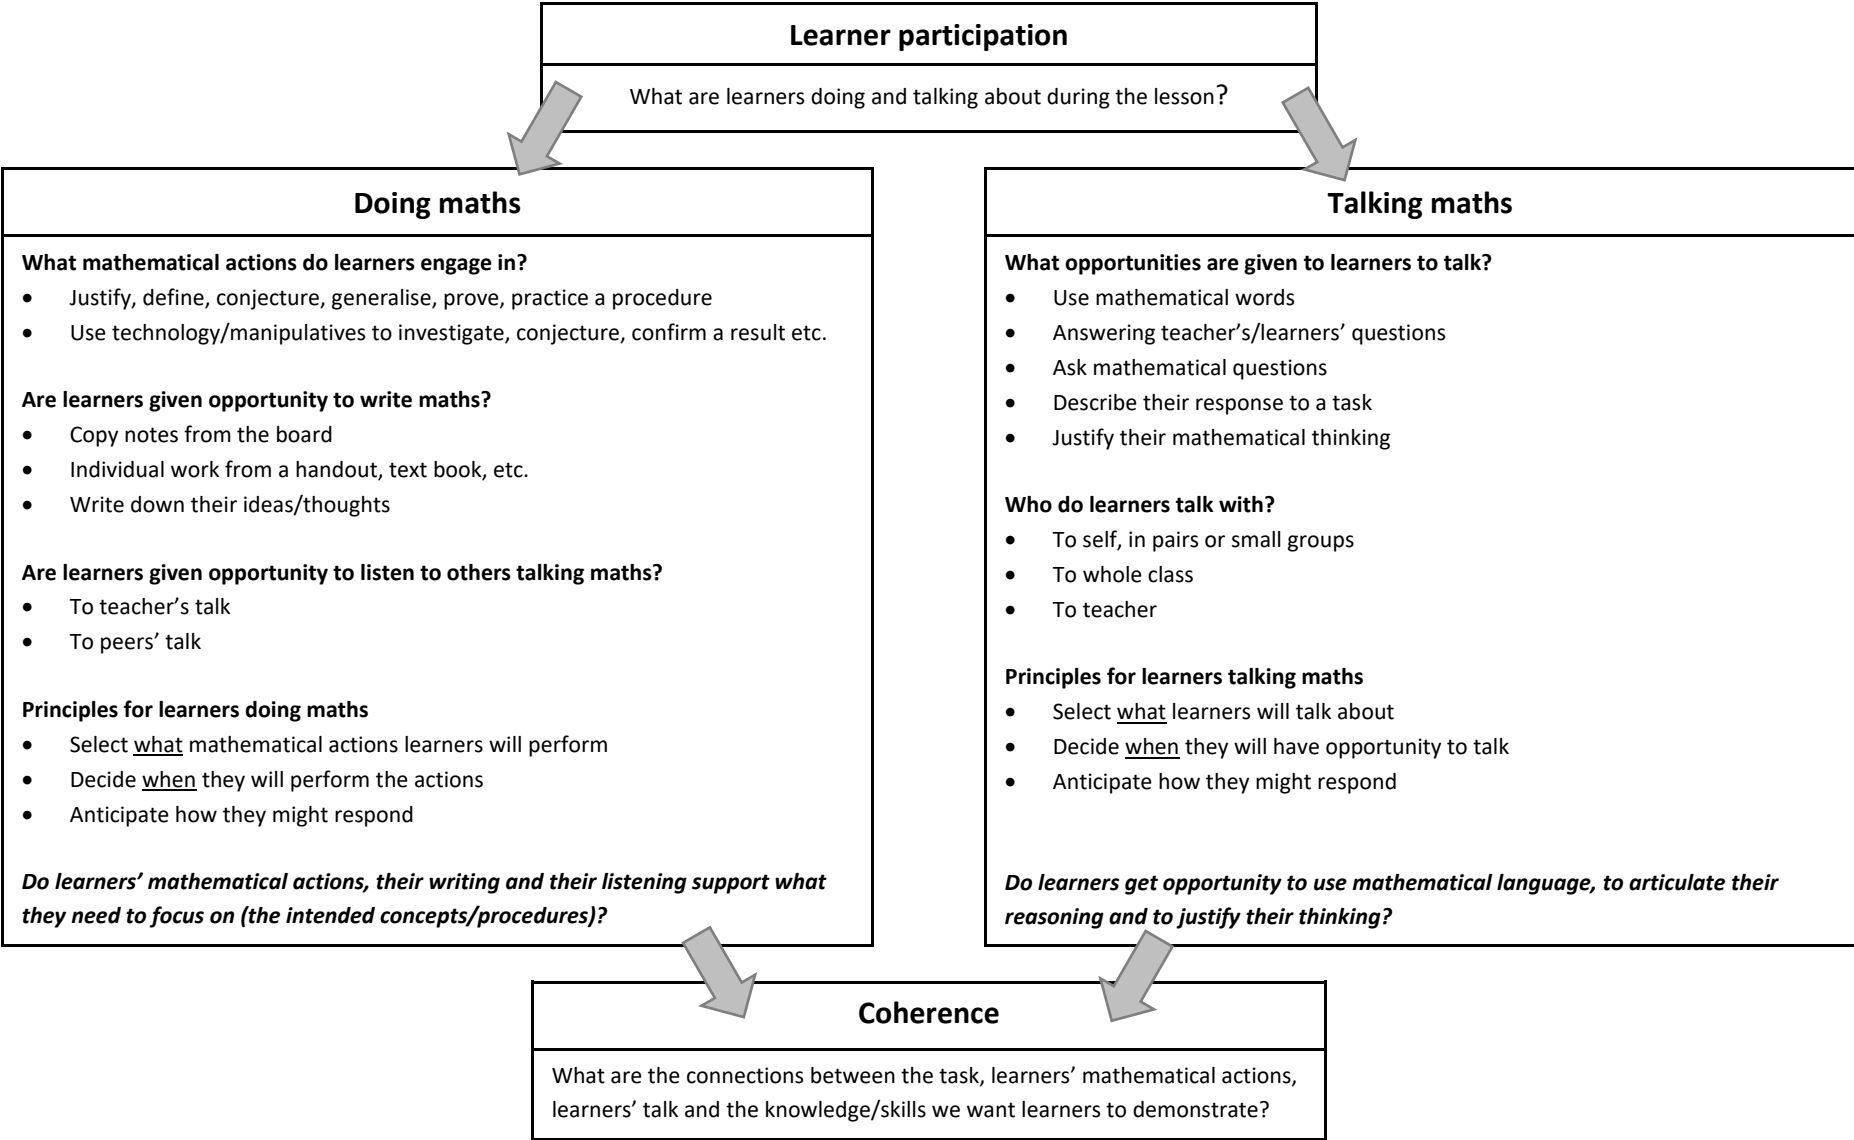 Learner participation
What are learners doing and talking about during the lesson?
Doing maths
What mathematical actions do learners engage in?
• Justify, define, conjecture, generalise, prove, practice a procedure
• Use technology/manipulatives to investigate, conjecture, confirm a result etc.
Are learners given opportunity to write maths?
• Copy notes from the board
• Individual work from a handout, text book, etc.
• Write down their ideas/thoughts
Are learners given opportunity to listen to others talking maths?
• To teacher’s talk
• To peers’ talk
Principles for learners doing maths
• Select what mathematical actions learners will perform
• Decide when they will perform the actions
• Anticipate how they might respond
Do learners’ mathematical actions, their writing and their listening support what
they need to focus on (the intended concepts/procedures)?
Talking maths
What opportunities are given to learners to talk?
• Use mathematical words
• Answering teacher’s/learners’ questions
• Ask mathematical questions
• Describe their response to a task
• Justify their mathematical thinking
Who do learners talk with?
• To self, in pairs or small groups
• To whole class
• To teacher
Principles for learners talking maths
• Select what learners will talk about
• Decide when they will have opportunity to talk
• Anticipate how they might respond
Do learners get opportunity to use mathematical language, to articulate their
reasoning and to justify their thinking?
Coherence
What are the connections between the task, learners’ mathematical actions,
learners’ talk and the knowledge/skills we want learners to demonstrate?